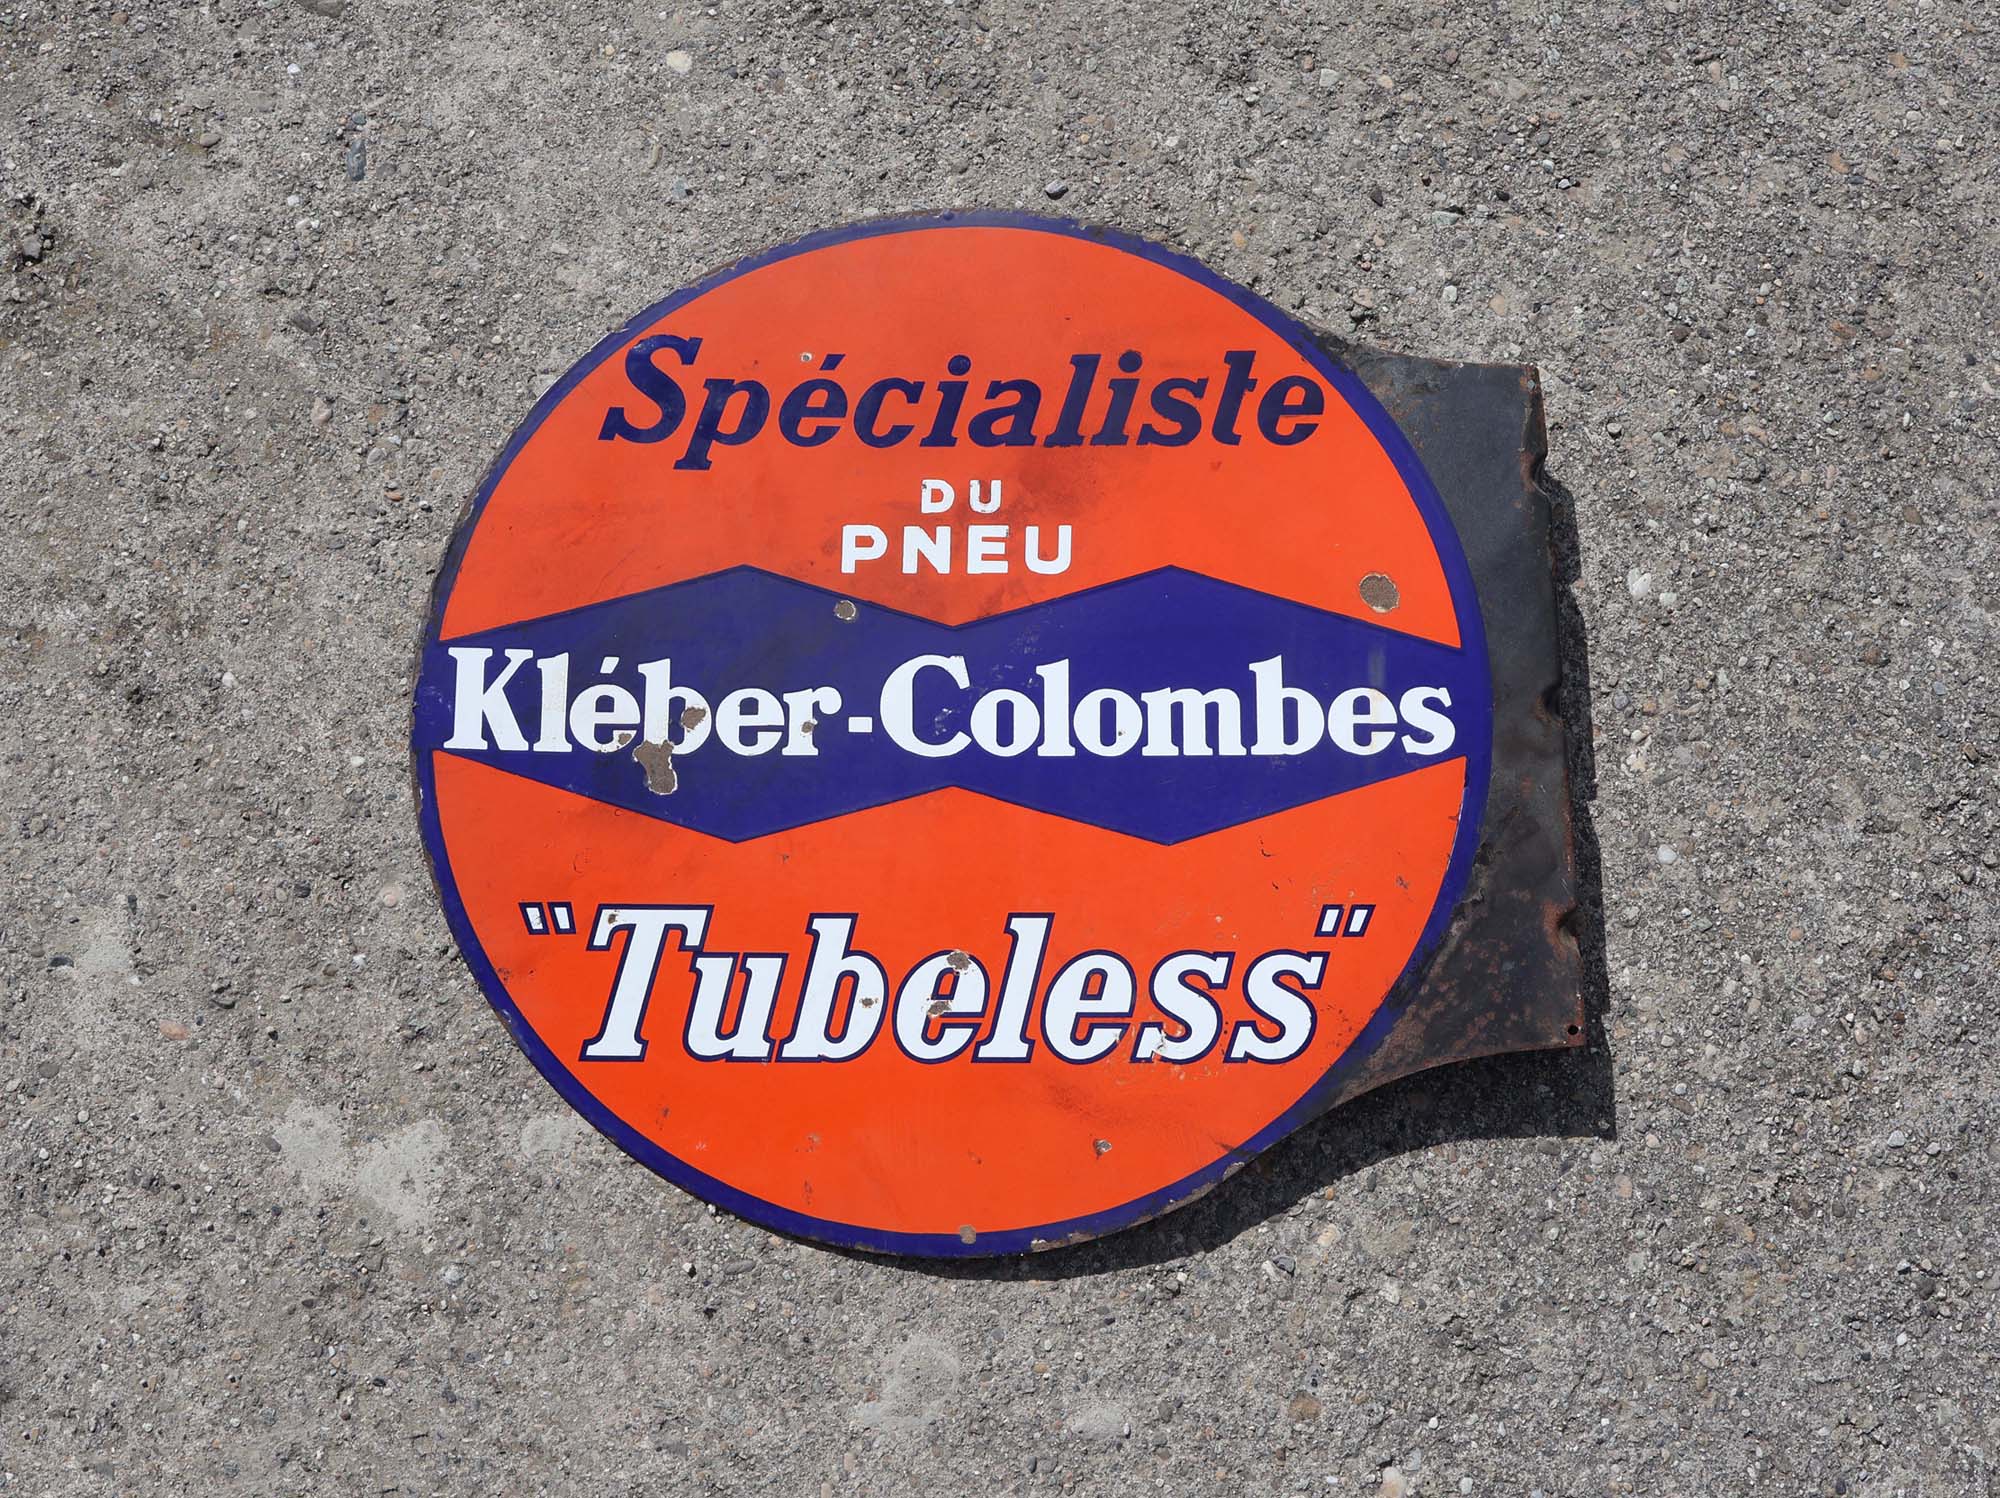 Spécialiste
DU
PNEU
Kléber-Colombes
"Tubeless"